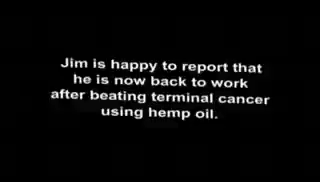 Jim is happy to report that
he is now back to work
after beating terminal cancer
using hemp oil.